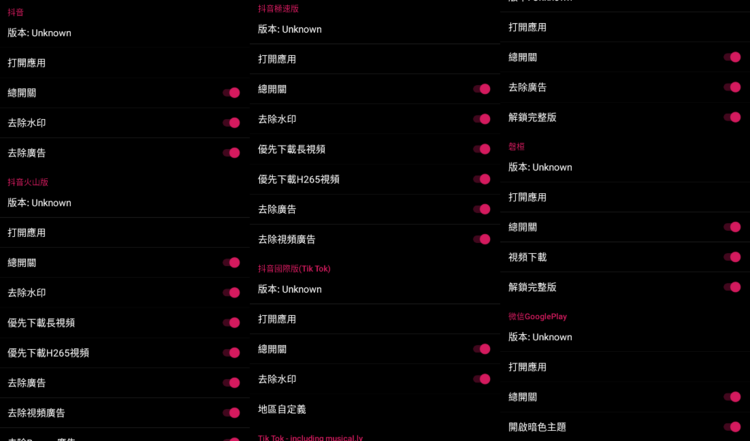 抖音
版本: Unknown
打開應用
總開關
去除水印
去除廣告
抖音火山版
版本: Unknown
打開應用
總開關
去除水印
優先下載長視頻
優先下載H265視頻
去除廣告
去除視頻廣告
抖音極速版
版本: Unknown
打開應用
總開關
去除水印
優先下載長視頻
優先下載H265視頻
去除廣告
去除視頻廣告
抖音國際版(Tik Tok)
版本: Unknown
打開應用
總開關
去除水印
地區自定義
Tik Tok - including musical.ly
打開應用
總開關
去除廣告
解鎖完整版
版本: Unknown
打開應用
總開關
視頻下載
解鎖完整版
微信GooglePlay
版本: Unknown
打開應用
總開關
開啟暗色主題